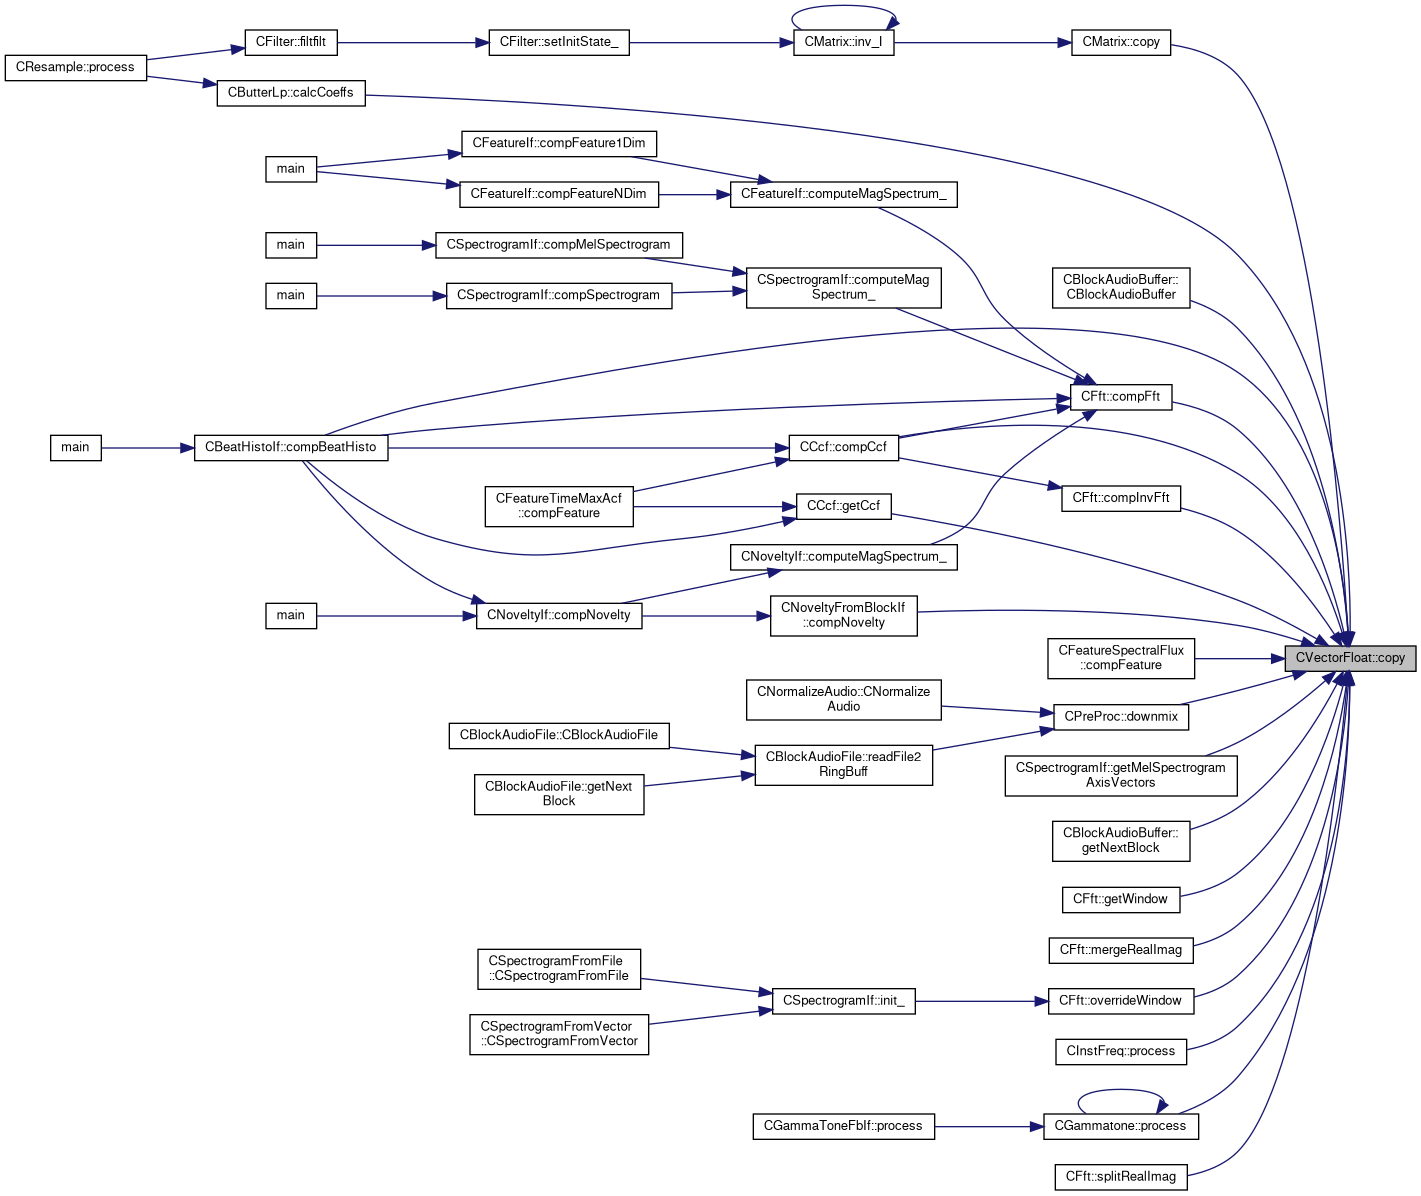 CFilter::filtfilt
CFilter::setInitState_
CMatrix::inv_I
CMatrix::copy
CResample::process
CButterLp::calcCoeffs
CFeatureIf::compFeature1Dim
main
CFeatureIf::compFeatureNDim
CFeatureIf::computeMagSpectrum_
main
CSpectrogramIf::compMelSpectrogram
main
CSpectrogramIf::compSpectrogram
CSpectrogramIf::computeMag
Spectrum_
CBlockAudioBuffer::
CBlockAudioBuffer
CFft::compFft
main
CBeatHistoIf::compBeatHisto
CCcf::compCcf
CFeatureTimeMaxAcf
::compFeature
CCcf::getCcf
CFft::compInvFft
CNoveltyIf::computeMagSpectrum_
main
CNoveltyIf::compNovelty
CNoveltyFromBlockIf
::compNovelty
CFeatureSpectralFlux
::compFeature
CVectorFloat::copy
CNormalizeAudio::CNormalize
Audio
CPreProc::downmix
CBlockAudioFile::CBlockAudioFile
CBlockAudioFile::readFile2
RingBuff
CBlockAudioFile::getNext
Block
CSpectrogramIf::getMelSpectrogram
AxisVectors
CBlockAudioBuffer::
getNextBlock
CFft::getWindow
CFft::mergeRealImag
CSpectrogramFromFile
::CSpectrogramFromFile
CSpectrogramIf::init_
CFft::overrideWindow
CSpectrogramFromVector
::CSpectrogramFromVector
CInstFreq::process
CGammaToneFbIf::process
CGammatone::process
CFft::splitRealImag